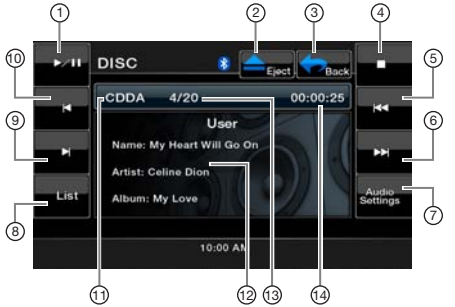 ① ② ③ ④
DISC Eject Back
⑩ ⑤
CDDA 4/20 00:00:25
User
⑨ Name: My Heart Will Go On ⑥
Artist: Celine Dion
List Album: My Love Audio Settings
⑧ ⑦
10:00 AM
⑪ ⑫ ⑬ ⑭